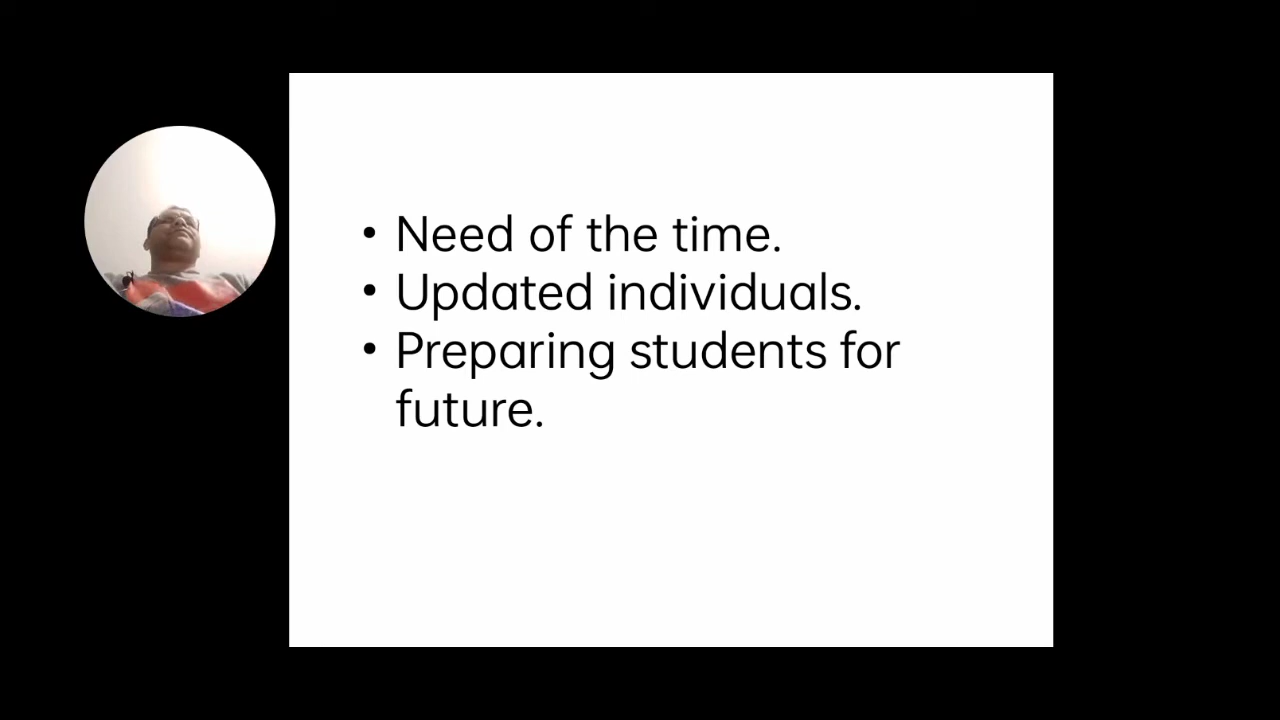 • Need of the time.
• Updated individuals.
• Preparing students for
future.